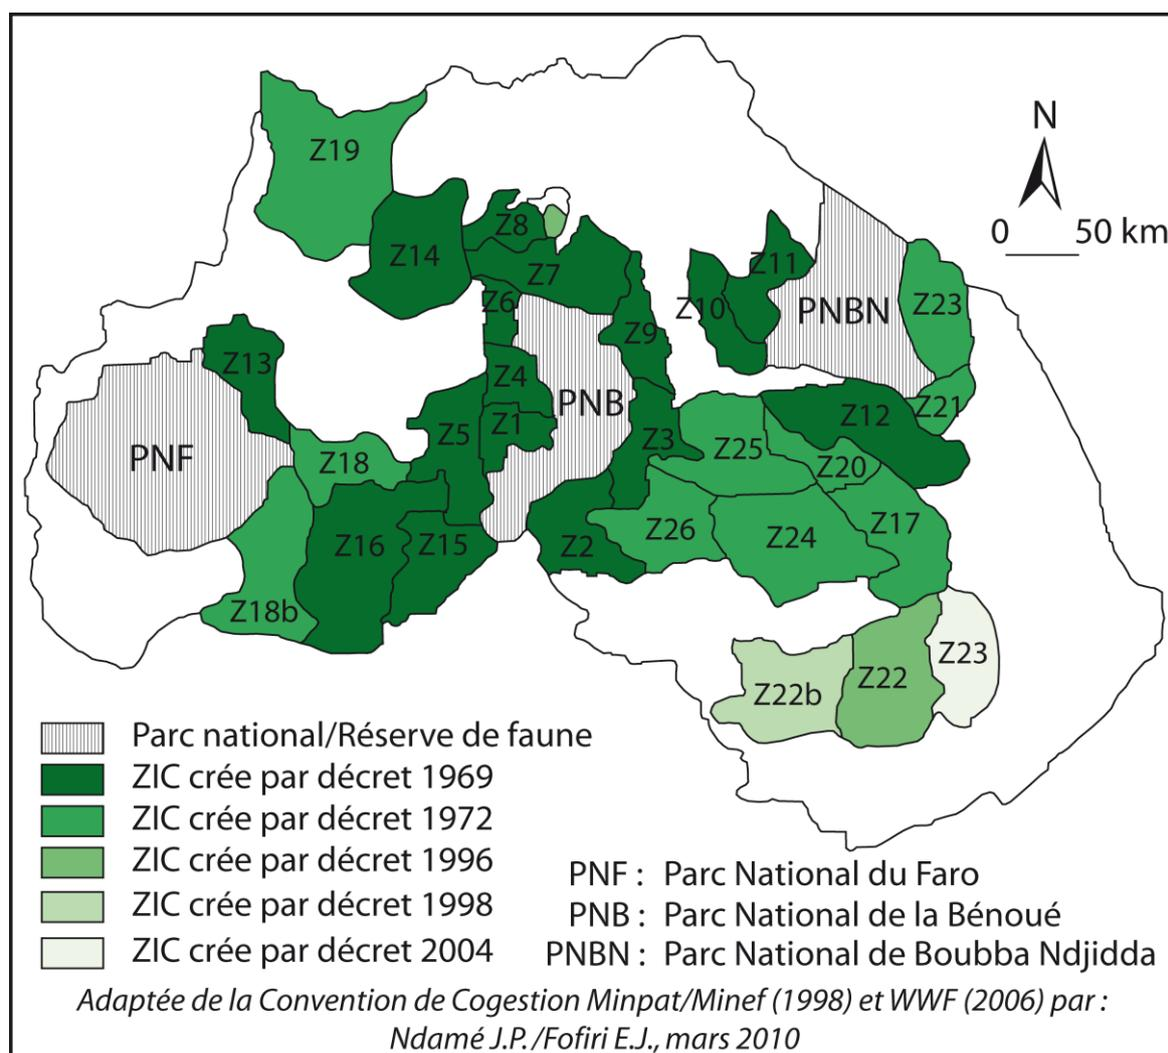 N
0 50 km
Z19
Z8
Z14
Z7
Z11
Z6
Z10
PNBN
Z23
Z9
Z13
Z4
PNB
Z12
Z21
Z5
Z1
Z3
Z25
PNF
Z18
Z20
Z26
Z17
Z16
Z15
Z2
Z24
Z18b
Z23
Z22
Z22b
Parc national/Réserve de faune
ZIC crée par décret 1969
ZIC crée par décret 1972
ZIC crée par décret 1996
ZIC crée par décret 1998
ZIC crée par décret 2004
PNF : Parc National du Faro
PNB : Parc National de la Bénoué
PNBN : Parc National de Boubba Ndjidda
Adaptée de la Convention de Cogestion Minpat/Minef (1998) et WWF (2006) par :
Ndamé J.P./Fofiri E.J., mars 2010